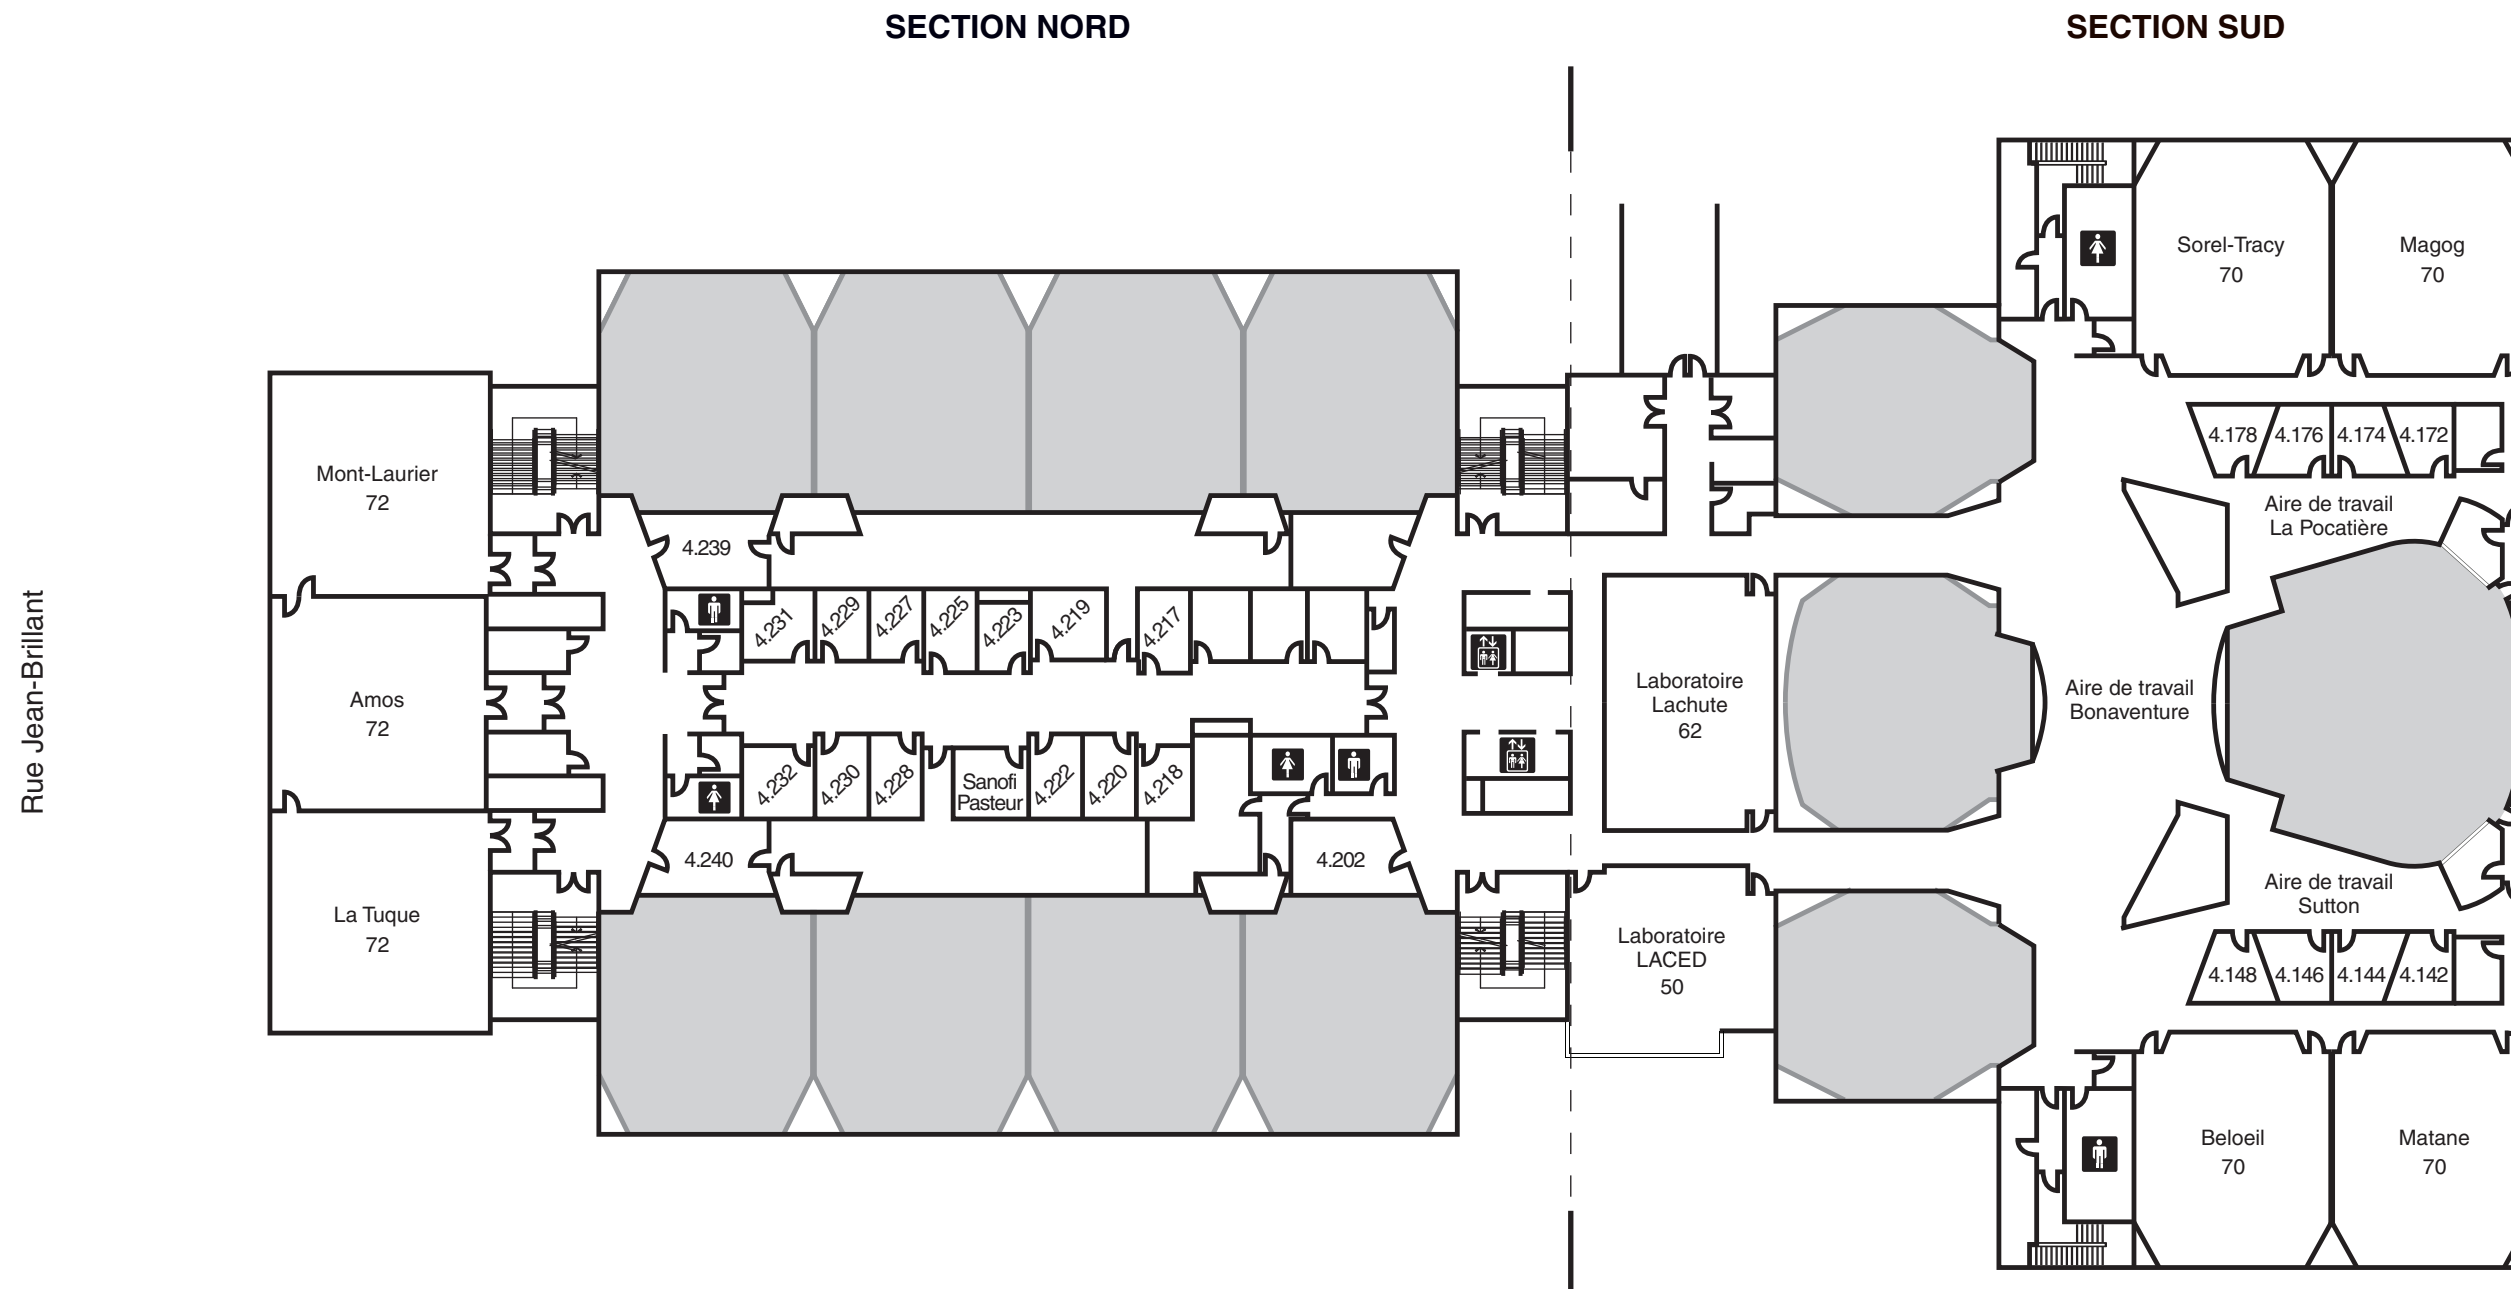 SECTION NORD
SECTION SUD
Rue Jean-Brillant
Mont-Laurier
72
Amos
72
La Tuque
72
4.239
4.231
4.229
4.227
4.225
4.223
4.219
4.217
4.232
4.230
4.228
Sanofi
Pasteur
4.222
4.220
4.218
4.240
4.202
Laboratoire
Lachute
62
Laboratoire
LACED
50
Sorel-Tracy
70
Magog
70
4.178
4.176
4.174
4.172
Aire de travail
La Pocatière
Aire de travail
Bonaventure
Aire de travail
Sutton
4.148
4.146
4.144
4.142
Beloeil
70
Matane
70